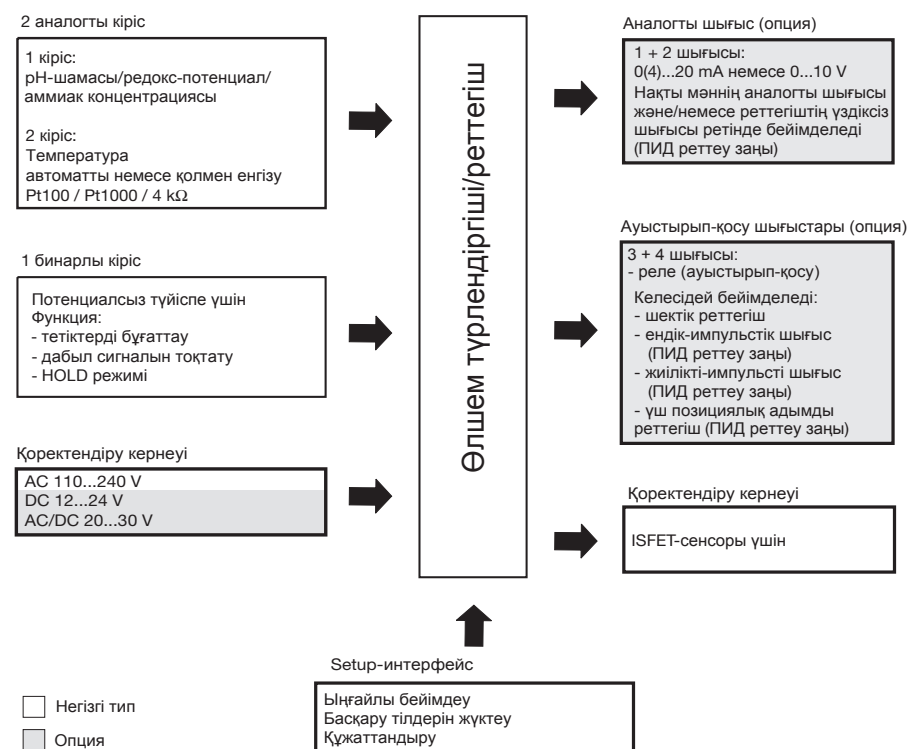 2 аналогты кіріс
1 кіріс:
pH-шамасы/редокс-потенциал/
аммиак концентрациясы
2 кіріс:
Температура
автоматты немесе қолмен енгізу
Pt100 / Pt1000 / 4 kΩ
1 бинарлы кіріс
Потенциалсыз түйіспе үшін
Функция:
- тетіктерді бұғаттау
- дабыл сигналын тоқтату
- HOLD режимі
Қоректендіру кернеуі
AC 110...240 V
DC 12...24 V
AC/DC 20...30 V
Өлшем түрлендіргіші/реттегіш
Аналогты шығыс (опция)
1 + 2 шығысы:
0(4)...20 mA немесе 0...10 V
Нақты мәннің аналогты шығысы
және/немесе реттегіштің үздіксіз
шығысы ретінде бейімделеді
(ПИД реттеу заңы)
Ауыстырып-қосу шығыстары (опция)
3 + 4 шығысы:
- реле (ауыстырып-қосу)
Келесідей бейімделеді:
- шектік реттегіш
- ендік-импульстік шығыс
(ПИД реттеу заңы)
- жиілікті-импульсті шығыс
(ПИД реттеу заңы)
- үш позициялық адымды
реттегіш (ПИД реттеу заңы)
Қоректендіру кернеуі
ISFET-сенсоры үшін
Setup-интерфейс
Ыңғайлы бейімдеу
Басқару тілдерін жүктеу
Құжаттандыру
Негізгі тип
Опция